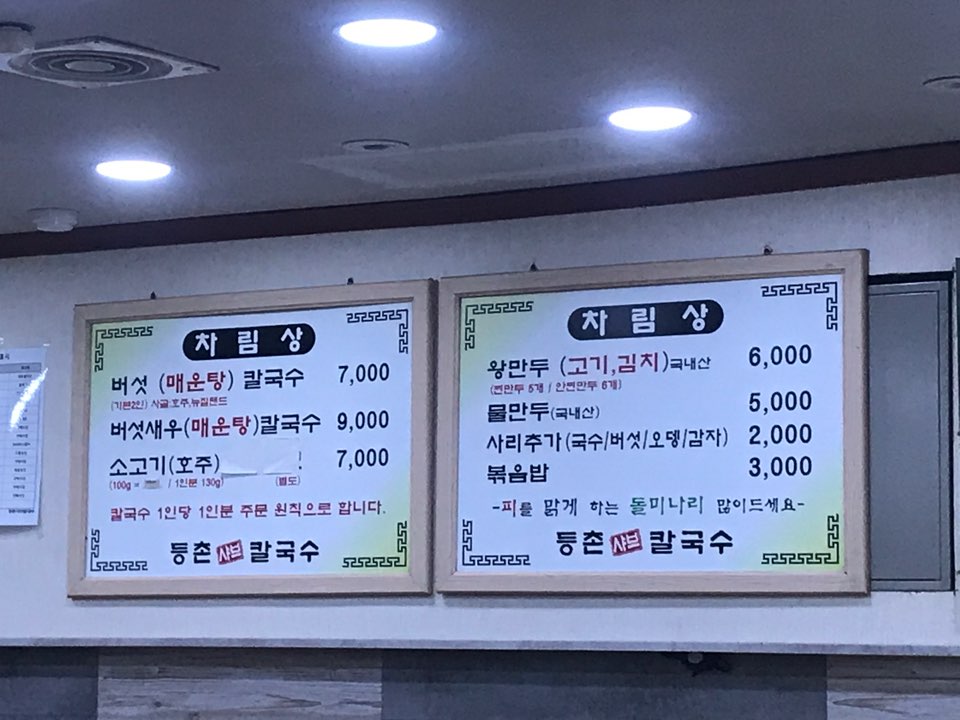 차림상
버섯 (매운탕) 칼국수 7,000
(기본2인) 사골:호주,뉴질랜드
버섯새우(매운탕)칼국수 9,000
소고기(호주) 7,000
(100g = / 1인분 130g) (별도)
칼국수 1인당 1인분 주문 원칙으로 합니다.
등촌 샤브 칼국수
차림상
왕만두 (고기,김치)국내산 6,000
(찐만두 5개 / 안찐만두 6개)
물만두(국내산) 5,000
사리추가(국수/버섯/오뎅/감자) 2,000
볶음밥 3,000
-피를 맑게 하는 돌미나리 많이드세요-
등촌 샤브 칼국수